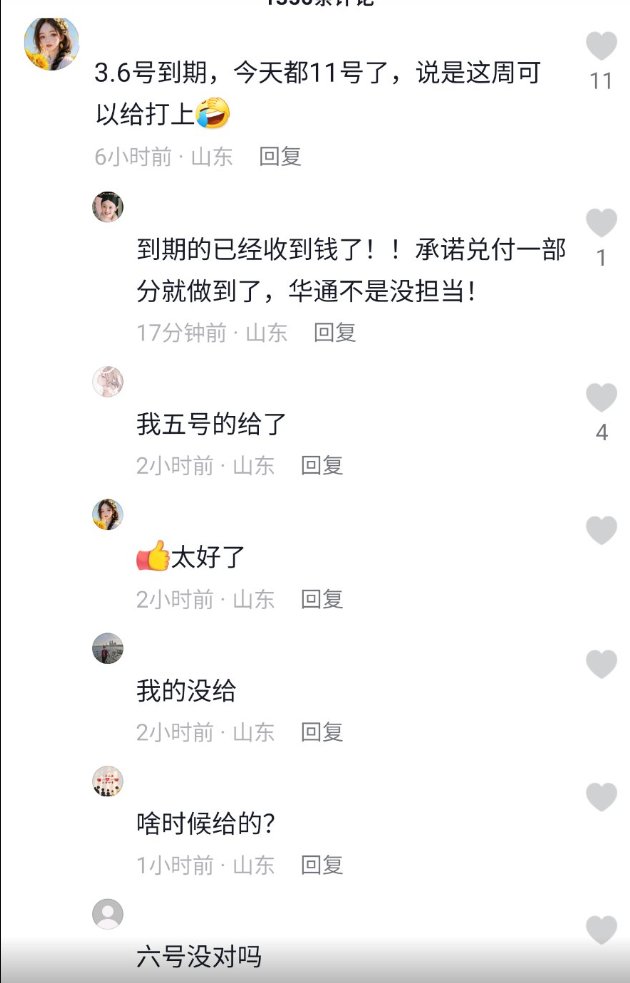 3.6号到期，今天都11号了，说是这周可
以给打上🤣
11
6小时前 · 山东 回复
到期的已经收到钱了！！承诺兑付一部
分就做到了，华通不是没担当！
1
17分钟前 · 山东 回复
我五号的给了
4
2小时前 · 山东 回复
👍太好了
2小时前 · 山东 回复
我的没给
2小时前 · 山东 回复
啥时候给的？
1小时前 · 山东 回复
六号没对吗